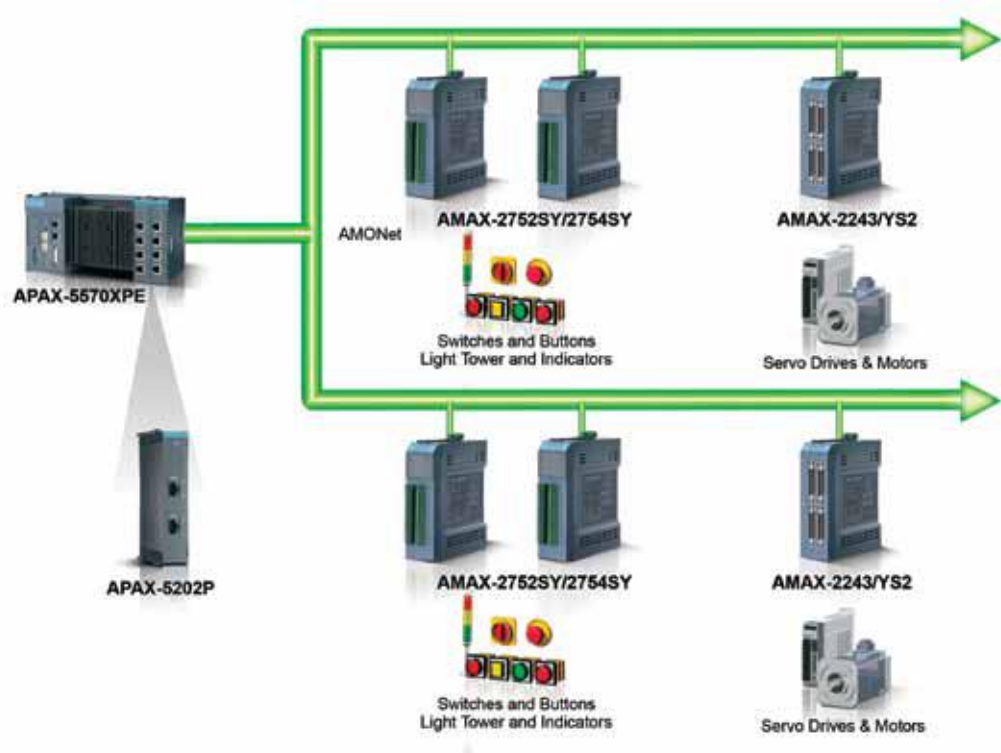 AMAX-2752SY/2754SY
AMAX-2243/YS2
AMONet
APAX-5570XPE
Switches and Buttons
Light Tower and Indicators
Servo Drives & Motors
APAX-5202P
AMAX-2752SY/2754SY
AMAX-2243/YS2
Switches and Buttons
Light Tower and Indicators
Servo Drives & Motors